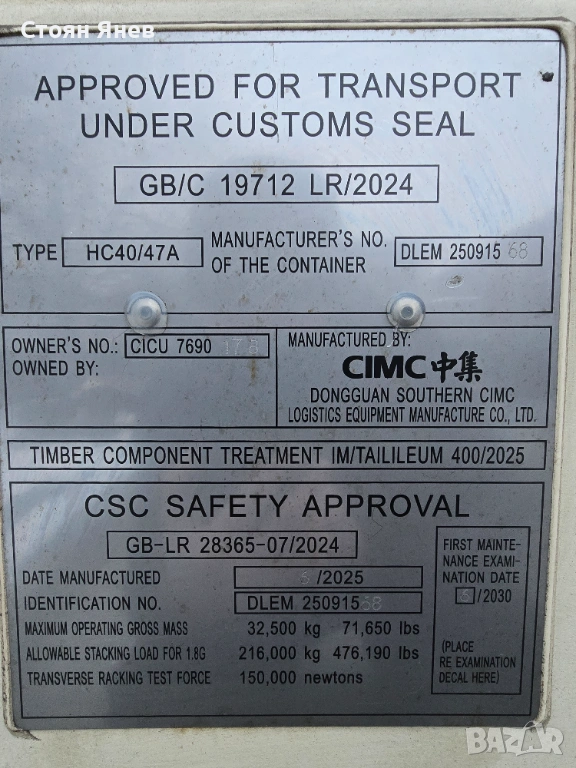 Стоян Янев
APPROVED FOR TRANSPORT
UNDER CUSTOMS SEAL
GB/C 19712 LR/2024
TYPE HC40/47A
MANUFACTURER'S NO.
OF THE CONTAINER
DLEM 25091568
OWNER'S NO.: CICU 7690
OWNED BY:
MANUFACTURED BY:
CIMC中集
DONGGUAN SOUTHERN CIMC
LOGISTICS EQUIPMENT MANUFACTURE CO., LTD.
TIMBER COMPONENT TREATMENT IM/TAILILEUM 400/2025
CSC SAFETY APPROVAL
GB-LR 28365-07/2024
DATE MANUFACTURED 5/2025
IDENTIFICATION NO. DLEM 25091568
MAXIMUM OPERATING GROSS MASS 32,500 kg 71,650 lbs
ALLOWABLE STACKING LOAD FOR 1.8G 216,000 kg 476,190 lbs
TRANSVERSE RACKING TEST FORCE 150,000 newtons
FIRST MAINTE-
NANCE EXAMI-
NATION DATE
5/2030
(PLACE
RE EXAMINATION
DECAL HERE)
BAZAR